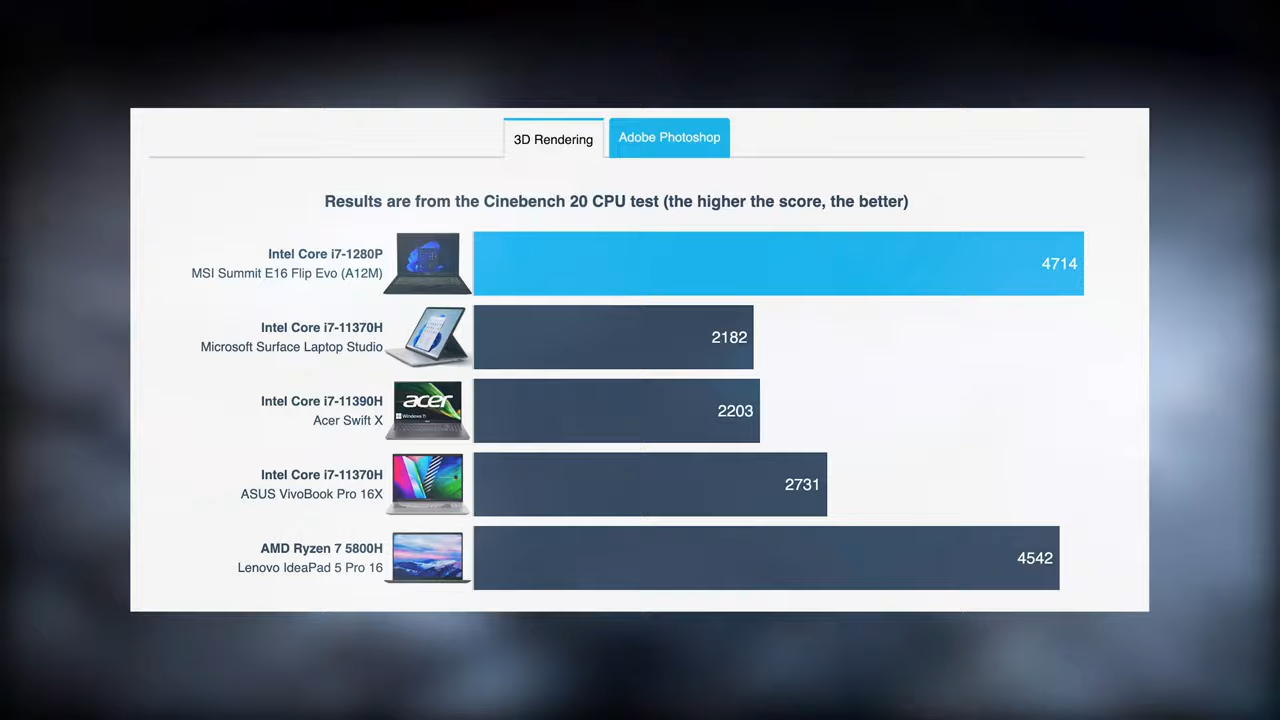 3D Rendering
Adobe Photoshop
Results are from the Cinebench 20 CPU test (the higher the score, the better)
Intel Core i7-1280P
MSI Summit E16 Flip Evo (A12M)
4714
Intel Core i7-11370H
Microsoft Surface Laptop Studio
2182
Intel Core i7-11390H
Acer Swift X
acer
Windows 11
2203
Intel Core i7-11370H
ASUS VivoBook Pro 16X
2731
AMD Ryzen 7 5800H
Lenovo IdeaPad 5 Pro 16
4542